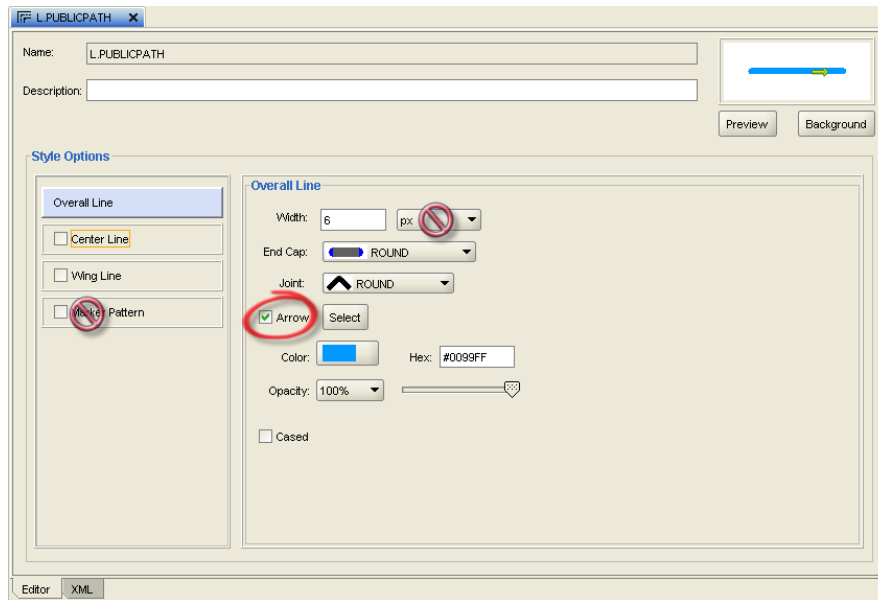 L.PUBLICPATH X
Name: L.PUBLICPATH
Description:
Preview Background
Style Options
Overall Line
Center Line
Wing Line
Marker Pattern
Overall Line
Width: 6 px
End Cap: ROUND
Joint: ROUND
Arrow Select
Color: Hex: #0099FF
Opacity: 100%
Cased
Editor XML